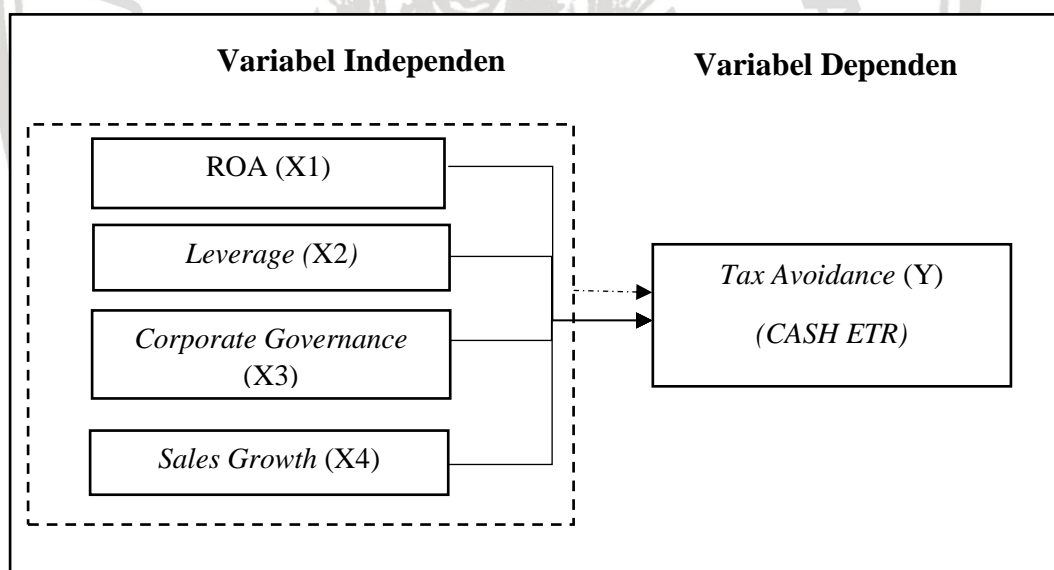 Variabel Independen
Variabel Dependen
ROA (X1)
Leverage (X2)
Corporate Governance
(X3)
Sales Growth (X4)
Tax Avoidance (Y)
(CASH ETR)